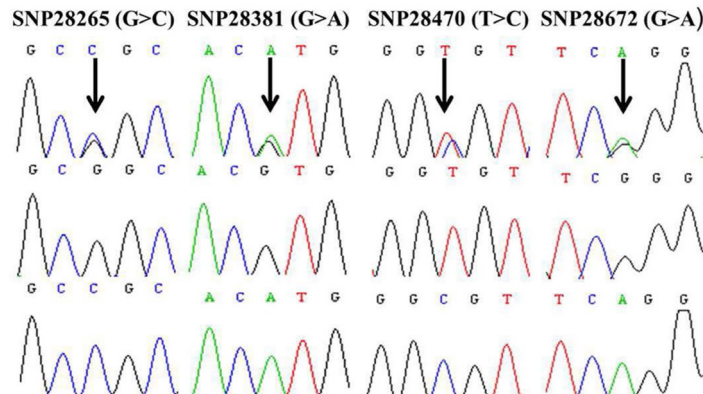 SNP28265 (G>C) SNP28381 (G>A) SNP28470 (T>C) SNP28672 (G>A)
G C C G C A C A T G G G T G T T C A G G
G C G G C A C G T G G G T G T T C G G G
G C C G C A C A T G G G C G T T C A G G